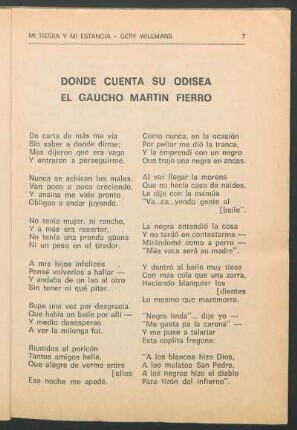 MI TIERRA Y MI ESTANCIA - GERY WILLMANS 7
DONDE CUENTA SU ODISEA
EL GAUCHO MARTIN FIERRO
De carta de más me vía
Sin saber a donde dirme;
Mas dijeron que era vago
Y entraron a perseguirme.
Nunca se achican los males,
Van poco a poco creciendo,
Y ansina me vide pronto
Obligao a andar juyendo.
No tenía mujer, ni rancho,
Y a más era resertor,
No tenía una prenda güena
Ni un peso en el tirador.
A mis hijos infelices
Pensé volverlos a hallar —
Y andaba de un lao al otro
Sin tener ni qué pitar.
Supe una vez por desgracia
Que había un baile por allí —
Y medio desesperao
A ver la milonga fuí.
Riunidos al pericón
Tantos amigos hallé,
Que alegre de verme entre
[ellos
Esa noche me apedé.
Como nunca, en la ocasión
Por peliar me dió la tranca,
Y la emprendí con un negro
Que trujo una negra en ancas.
Al ver llegar la morena
Que no hacía caso de naides,
Le dije con la mamúa
"Va...ca...yendo gente al
[baile".
La negra entendió la cosa
Y no tardó en contestarme —
Mirándomé como a perro —
"Más vaca será su madre".
Y dentró al baile muy tiesa
Con más cola que una zorra,
Haciendo blanquiar los
[dientes
Lo mesmo que mazamorra.
"Negra linda"... dije yo —
"Me gusta pa la carona" —
Y me puse a talariar
Esta coplita fregona:
"A los blancos hizo Dios,
A los mulatos San Pedro,
A los negros hizo el diablo
Para tizón del infierno".